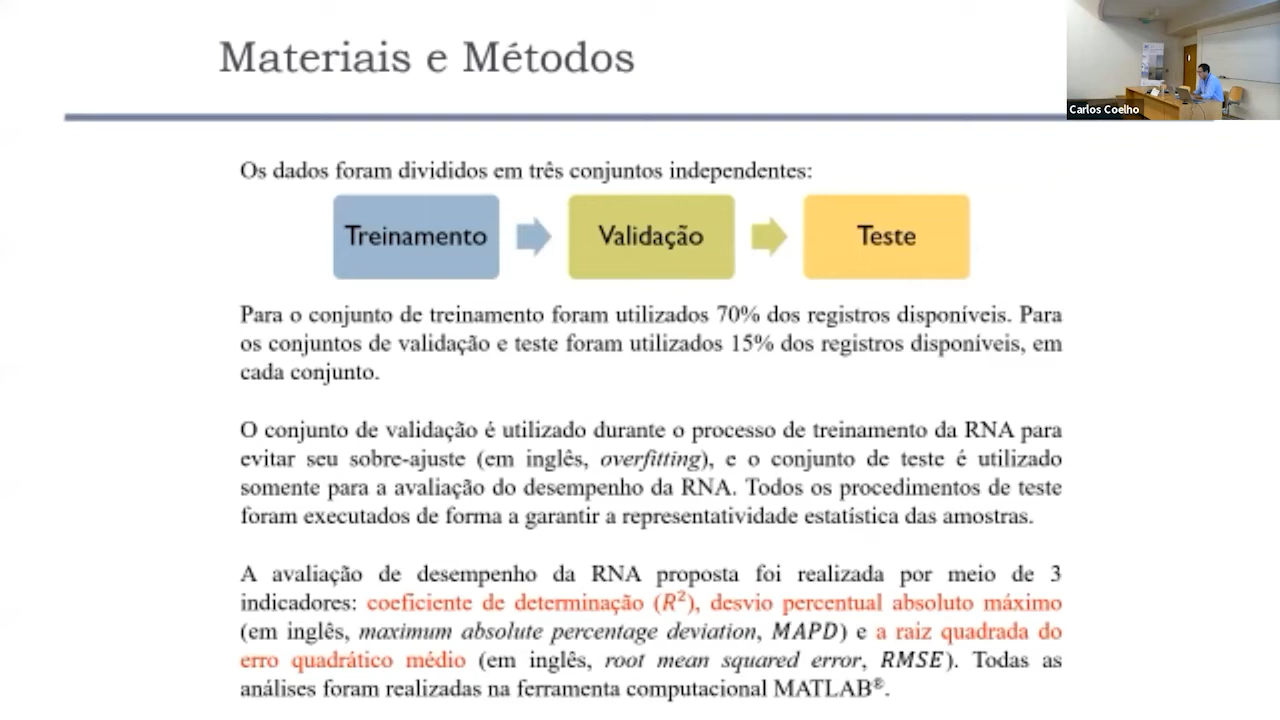 Materiais e Métodos
Carlos Coelho
Os dados foram divididos em três conjuntos independentes:
Treinamento
Validação
Teste
Para o conjunto de treinamento foram utilizados 70% dos registros disponíveis. Para
os conjuntos de validação e teste foram utilizados 15% dos registros disponíveis, em
cada conjunto.
O conjunto de validação é utilizado durante o processo de treinamento da RNA para
evitar seu sobre-ajuste (em inglês, overfitting), e o conjunto de teste é utilizado
somente para a avaliação do desempenho da RNA. Todos os procedimentos de teste
foram executados de forma a garantir a representatividade estatística das amostras.
A avaliação de desempenho da RNA proposta foi realizada por meio de 3
indicadores: coeficiente de determinação (R²), desvio percentual absoluto máximo
(em inglês, maximum absolute percentage deviation, MAPD) e a raiz quadrada do
erro quadrático médio (em inglês, root mean squared error, RMSE). Todas as
análises foram realizadas na ferramenta computacional MATLAB®.